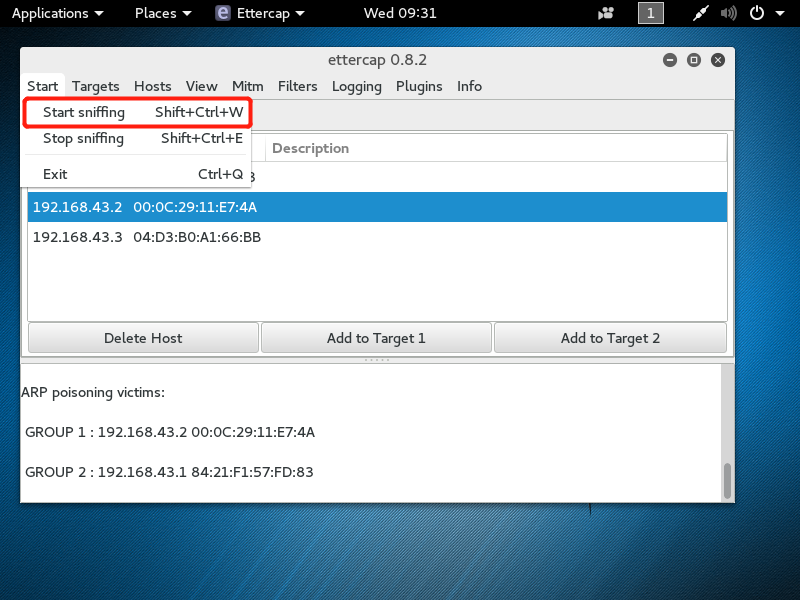 Applications Places Ettercap Wed 09:31 1
ettercap 0.8.2
Start Targets Hosts View Mitm Filters Logging Plugins Info
Start sniffing Shift+Ctrl+W
Stop sniffing Shift+Ctrl+E
Description
Exit Ctrl+Q
192.168.43.2 00:0C:29:11:E7:4A
192.168.43.3 04:D3:B0:A1:66:BB
Delete Host Add to Target 1 Add to Target 2
ARP poisoning victims:
GROUP 1 : 192.168.43.2 00:0C:29:11:E7:4A
GROUP 2 : 192.168.43.1 84:21:F1:57:FD:83